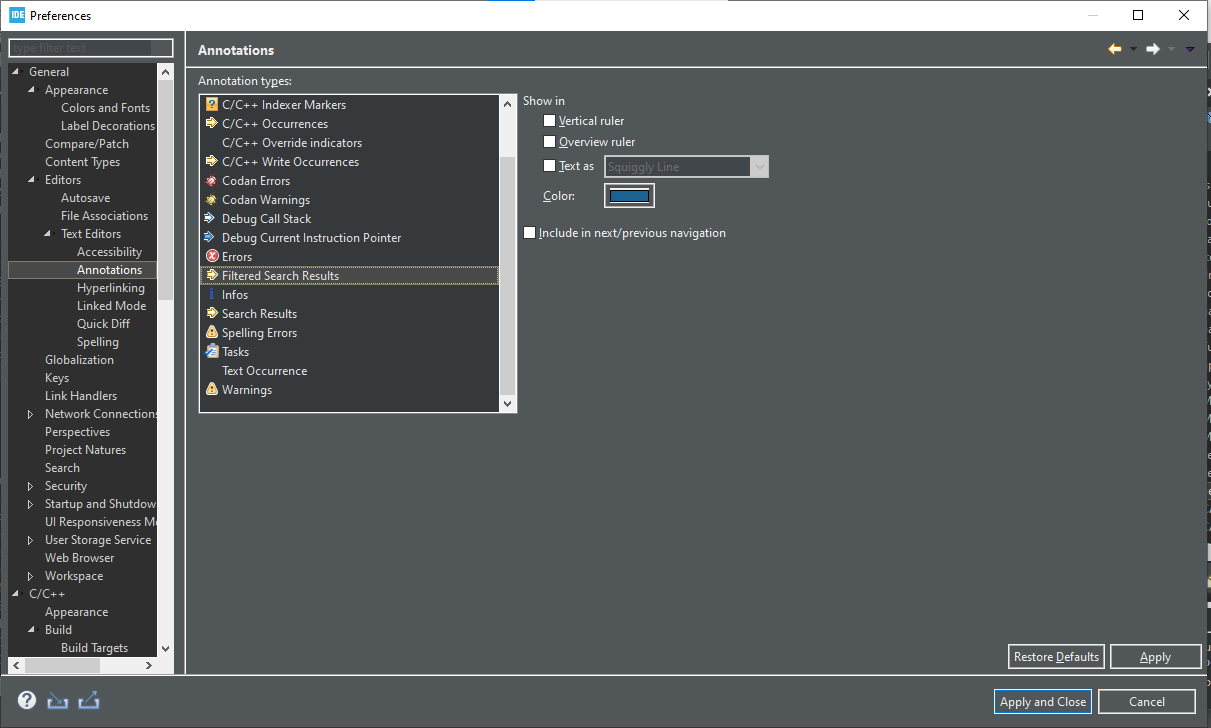 IDE Preferences
type filter text
General
Appearance
Colors and Fonts
Label Decorations
Compare/Patch
Content Types
Editors
Autosave
File Associations
Text Editors
Accessibility
Annotations
Hyperlinking
Linked Mode
Quick Diff
Spelling
Globalization
Keys
Link Handlers
Network Connections
Perspectives
Project Natures
Search
Security
Startup and Shutdow
UI Responsiveness Mo
User Storage Service
Web Browser
Workspace
C/C++
Appearance
Build
Build Targets
Annotations
Annotation types:
C/C++ Indexer Markers
C/C++ Occurrences
C/C++ Override indicators
C/C++ Write Occurrences
Codan Errors
Codan Warnings
Debug Call Stack
Debug Current Instruction Pointer
Errors
Filtered Search Results
Infos
Search Results
Spelling Errors
Tasks
Text Occurrence
Warnings
Show in
Vertical ruler
Overview ruler
Text as Squiggly Line
Color:
Include in next/previous navigation
Restore Defaults Apply
Apply and Close Cancel